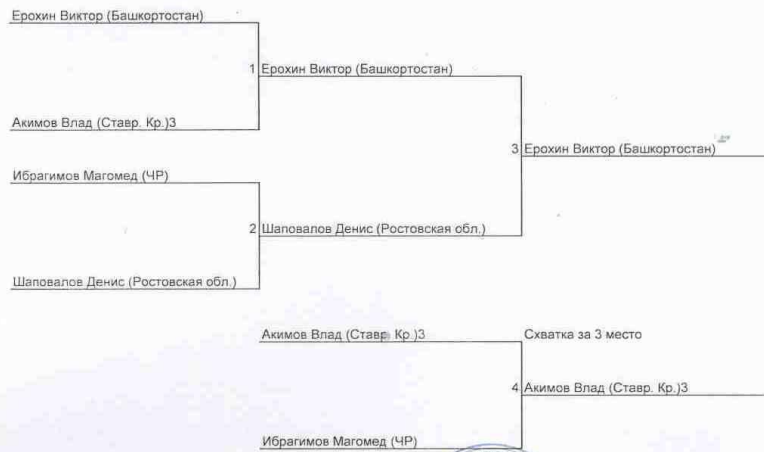 Ерохин Виктор (Башкортостан)
1 Ерохин Виктор (Башкортостан)
Акимов Влад (Ставр. Кр.)3
3 Ерохин Виктор (Башкортостан)
Ибрагимов Магомед (ЧР)
2 Шаповалов Денис (Ростовская обл.)
Шаповалов Денис (Ростовская обл.)
Акимов Влад (Ставр. Кр.)3
Схватка за 3 место
4 Акимов Влад (Ставр. Кр.)3
Ибрагимов Магомед (ЧР)